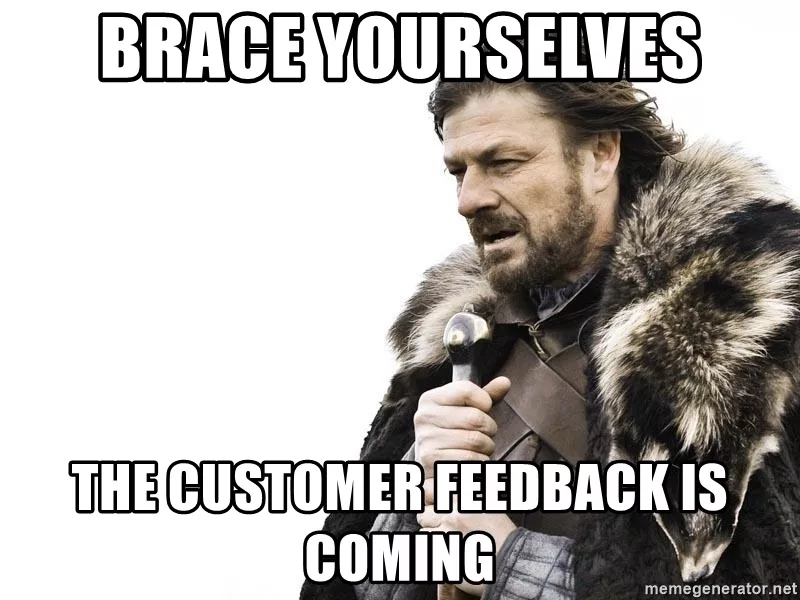 BRACE YOURSELVES
THE CUSTOMER FEEDBACK IS
COMING
memegenerator.net